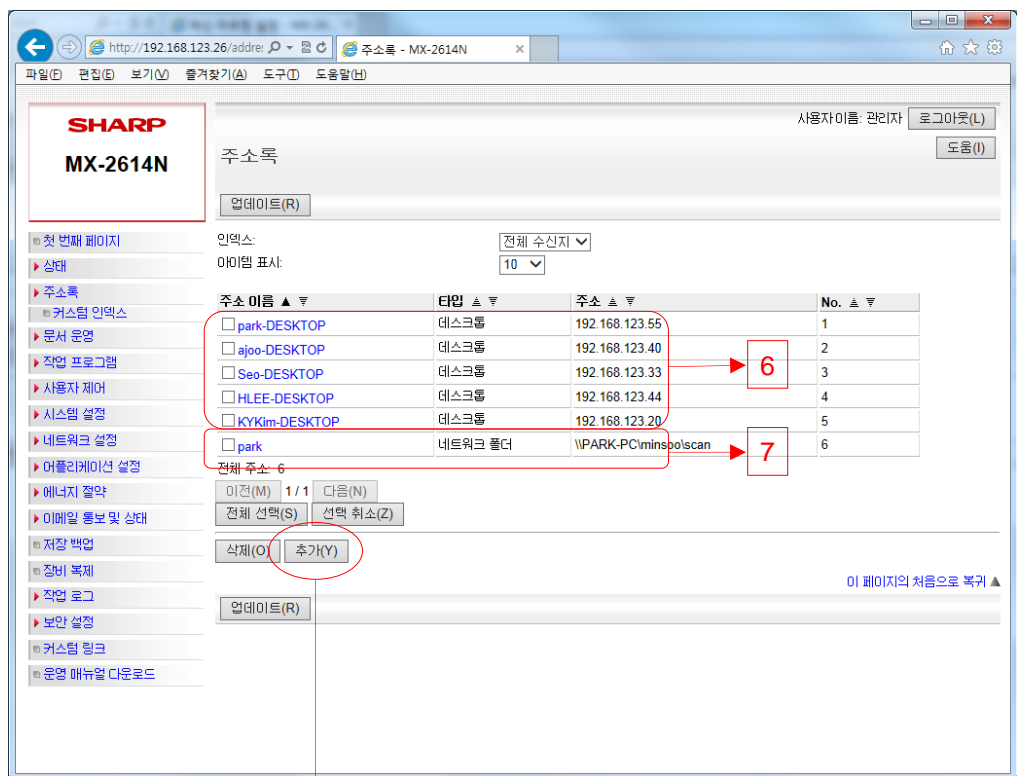 http://192.168.123.26/addre: 주소록 - MX-2614N
파일(F) 편집(E) 보기(V) 즐겨찾기(A) 도구(T) 도움말(H)
SHARP
MX-2614N
사용자 이름: 관리자 로그아웃(L)
주소록
도움(I)
업데이트(R)
첫 번째 페이지
상태
주소록
커스텀 인덱스
문서 운영
작업 프로그램
사용자 제어
시스템 설정
네트워크 설정
어플리케이션 설정
에너지 절약
이메일 통보 및 상태
저장 백업
장비 복제
작업 로그
보안 설정
커스텀 링크
운영 매뉴얼 다운로드
인덱스: 전체 수신지
아이템 표시: 10
주소 이름 ▲ ▼ 타입 ▲ ▼ 주소 ▲ ▼ No. ▲ ▼
park-DESKTOP 데스크톱 192.168.123.55 1
ajoo-DESKTOP 데스크톱 192.168.123.40 2
Seo-DESKTOP 데스크톱 192.168.123.33 3
HLEE-DESKTOP 데스크톱 192.168.123.44 4
KYKim-DESKTOP 데스크톱 192.168.123.20 5
park 네트워크 폴더 \\PARK-PC\minsoo\scan 6
6
7
전체 주소: 6
이전(M) 1 / 1 다음(N)
전체 선택(S) 선택 취소(Z)
삭제(O) 추가(Y)
이 페이지의 처음으로 복귀 ▲
업데이트(R)